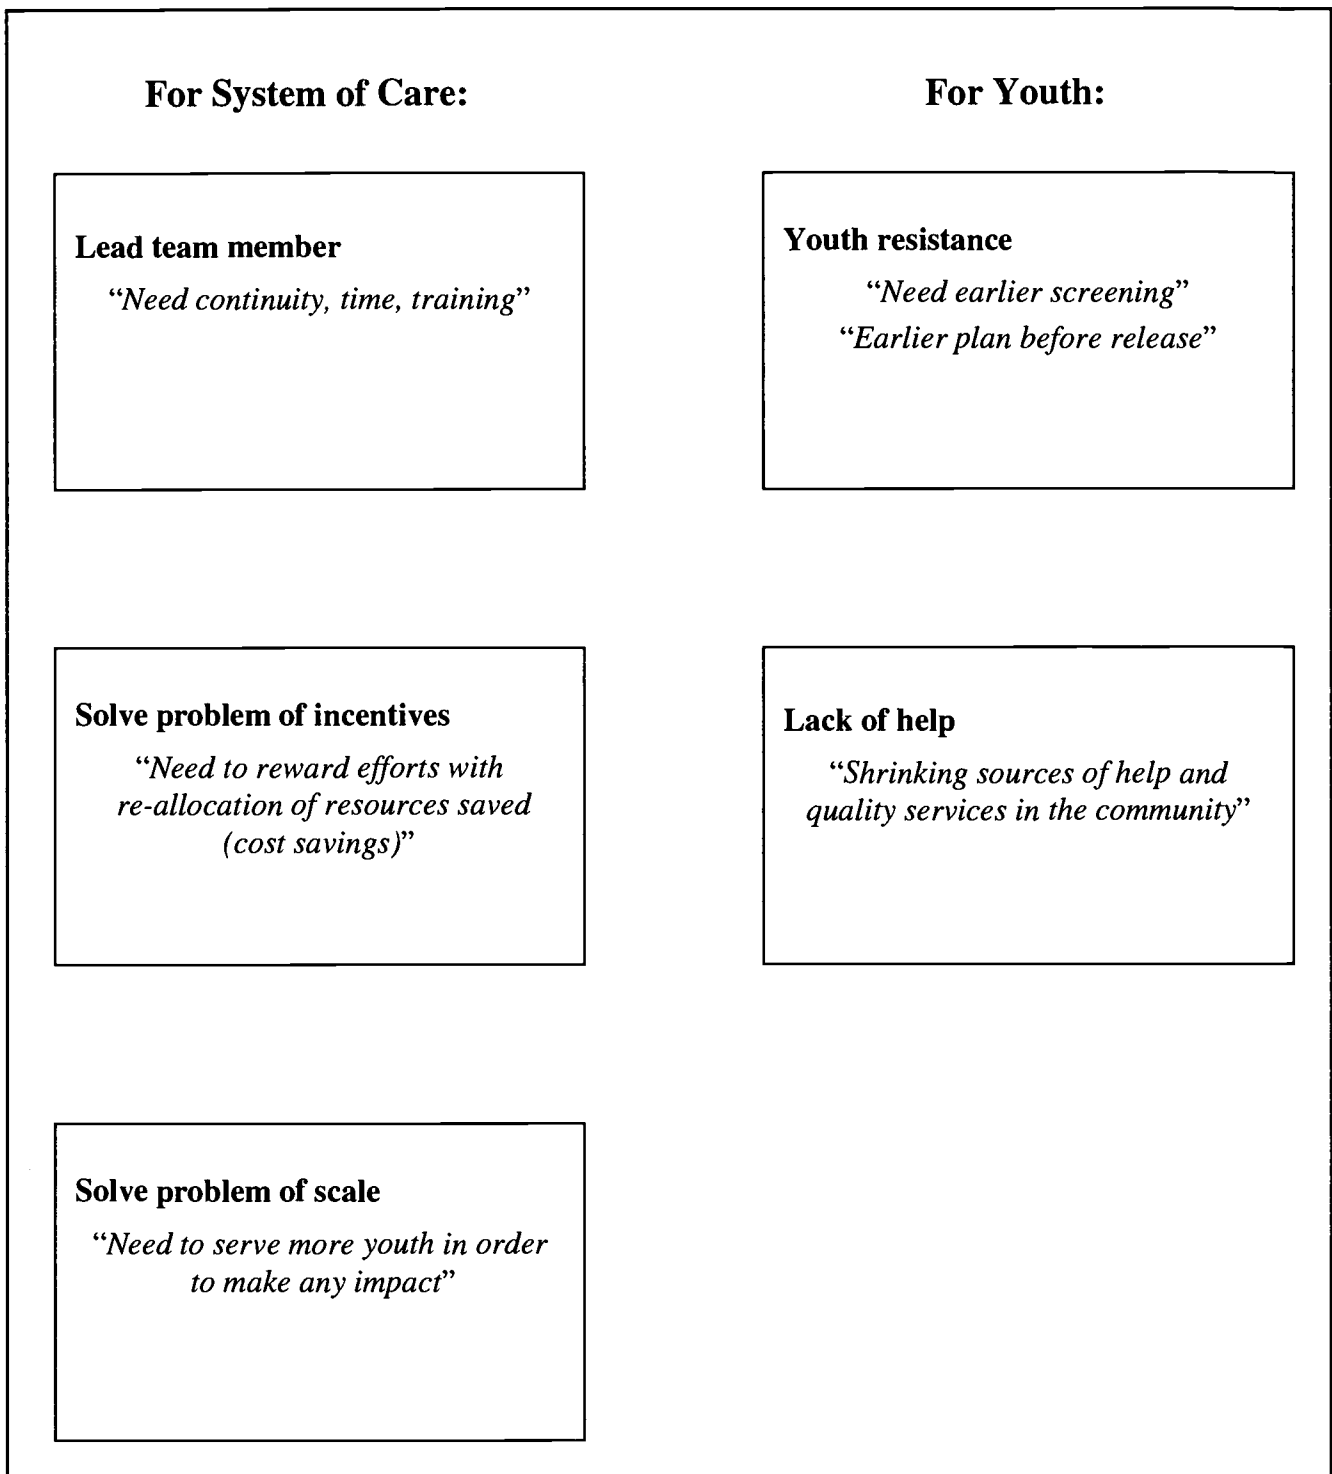 For System of Care:
Lead team member
“Need continuity, time, training”
Solve problem of incentives
“Need to reward efforts with
re-allocation of resources saved
(cost savings)”
Solve problem of scale
“Need to serve more youth in order
to make any impact”
For Youth:
Youth resistance
“Need earlier screening”
“Earlier plan before release”
Lack of help
“Shrinking sources of help and
quality services in the community”